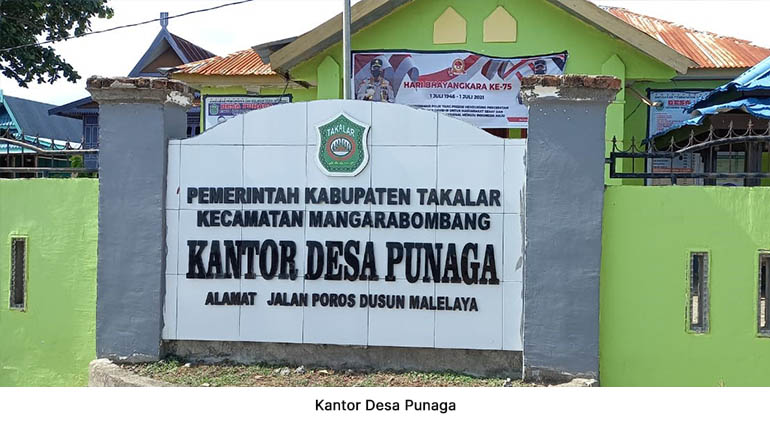 HARI BHAYANGKARA KE-75
1 JULI 1946 - 1 JULI 2021
TAKALAR
PEMERINTAH KABUPATEN TAKALAR
KECAMATAN MANGARABOMBANG
KANTOR DESA PUNAGA
ALAMAT JALAN POROS DUSUN MALELAYA
Kantor Desa Punaga